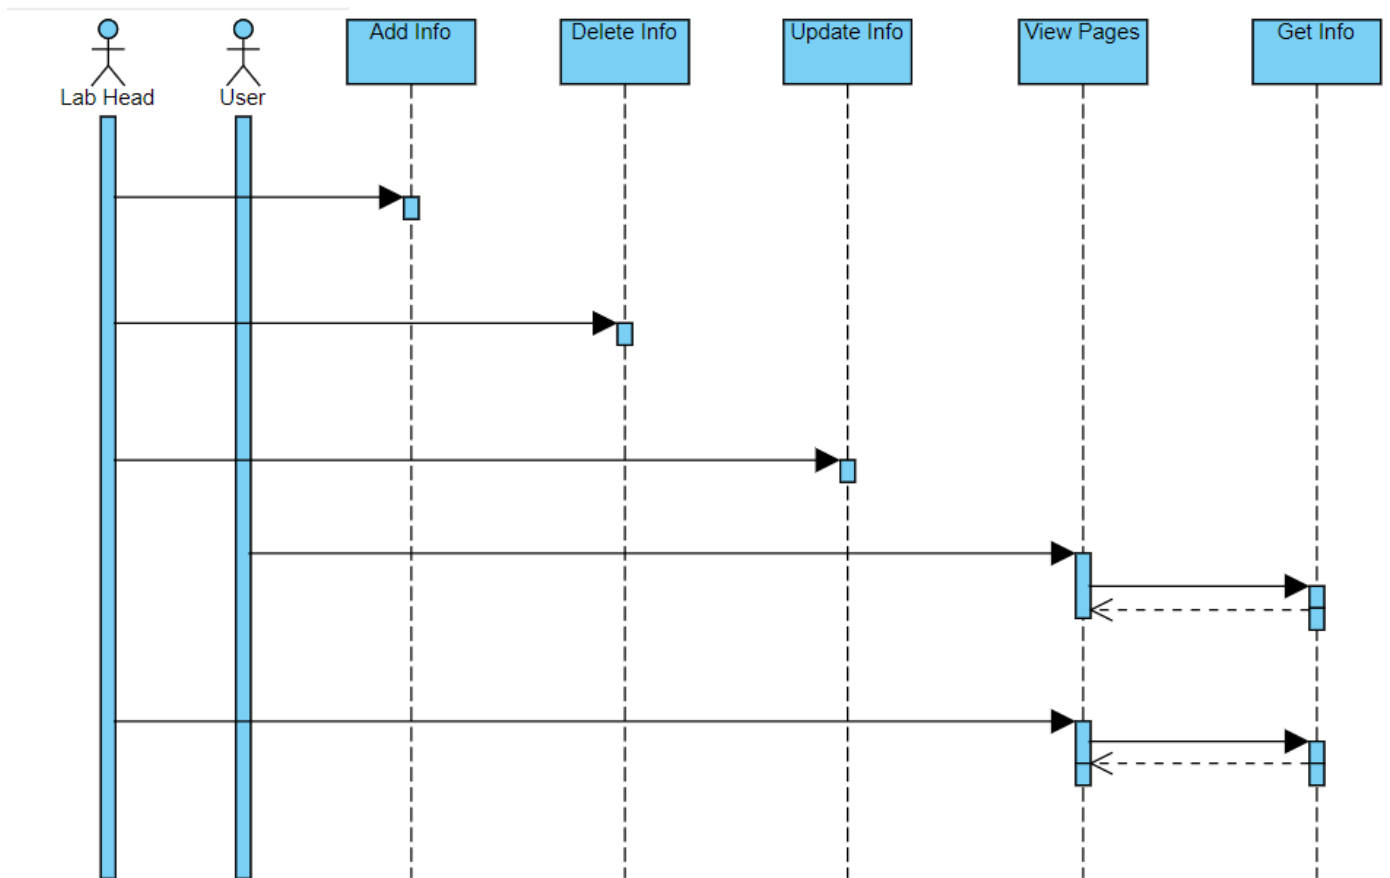 Add Info
Delete Info
Update Info
View Pages
Get Info
Lab Head
User